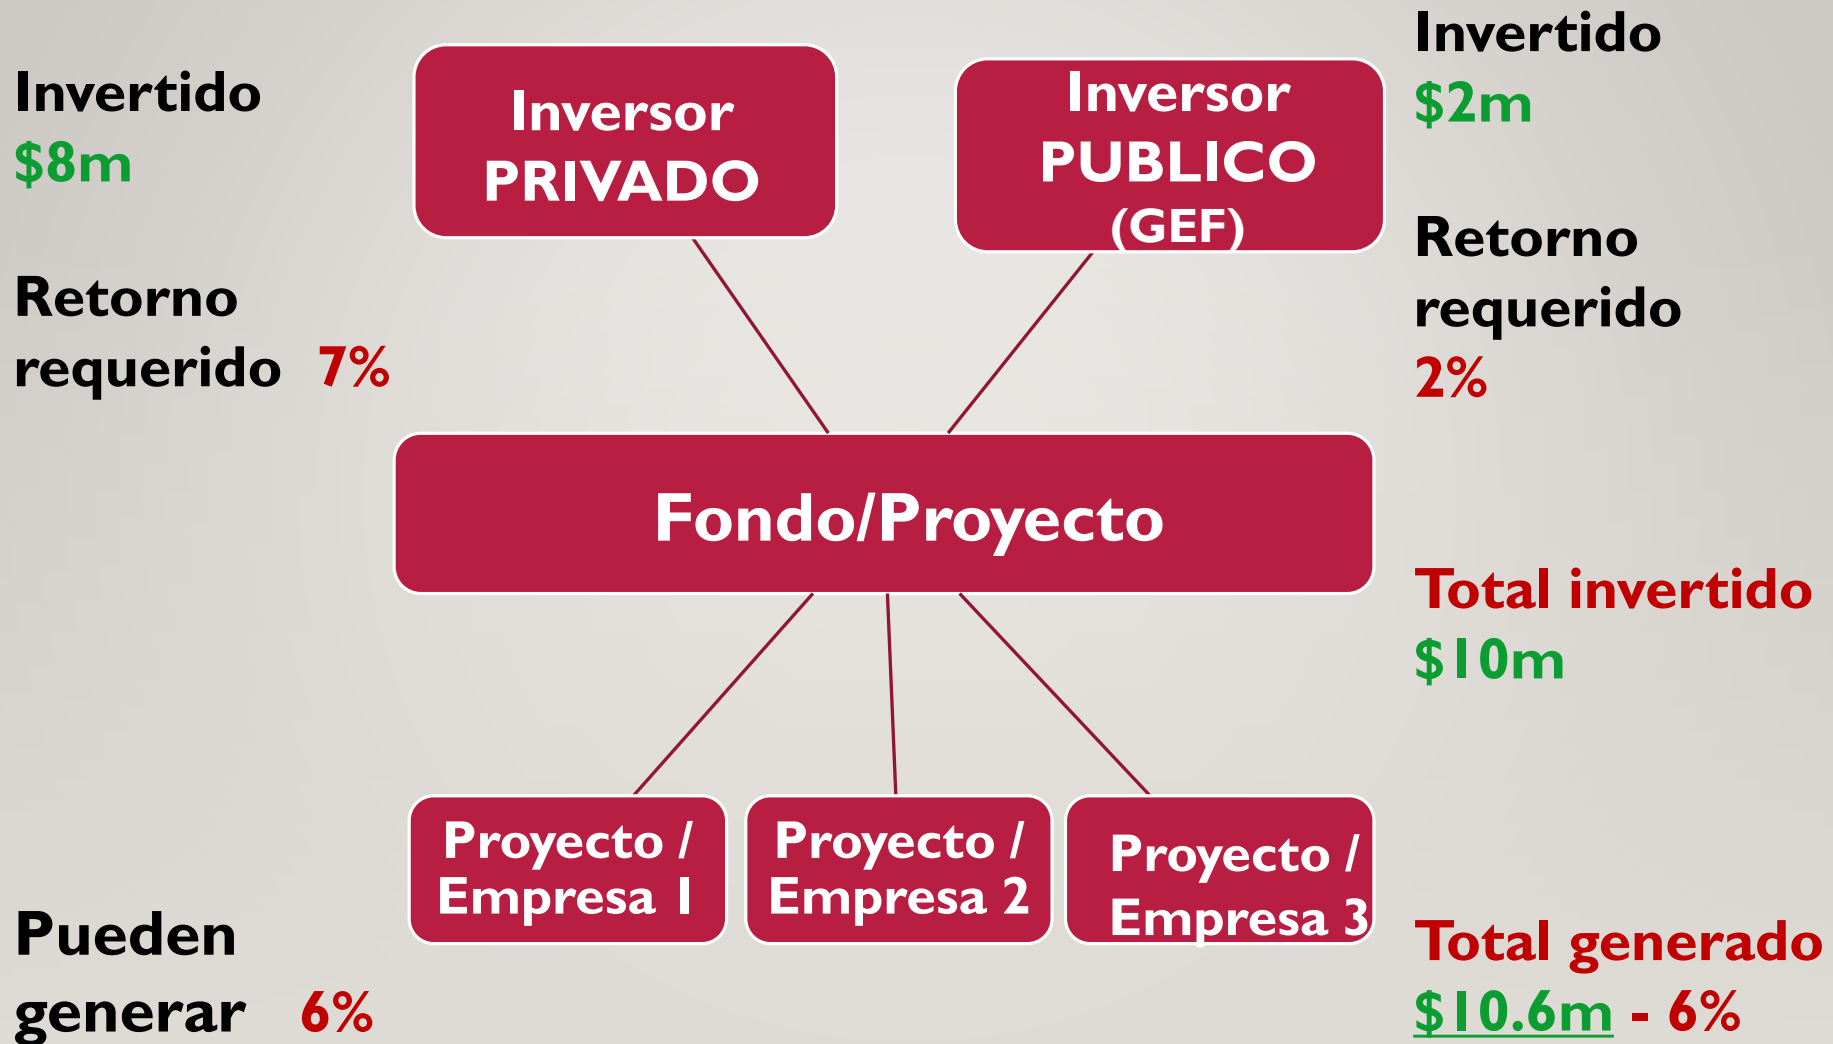 Invertido
$8m
Retorno
requerido 7%
Inversor
PRIVADO
Inversor
PUBLICO
(GEF)
Invertido
$2m
Retorno
requerido
2%
Fondo/Proyecto
Total invertido
$10m
Proyecto /
Empresa 1
Proyecto /
Empresa 2
Proyecto /
Empresa 3
Pueden
generar 6%
Total generado
$10.6m - 6%